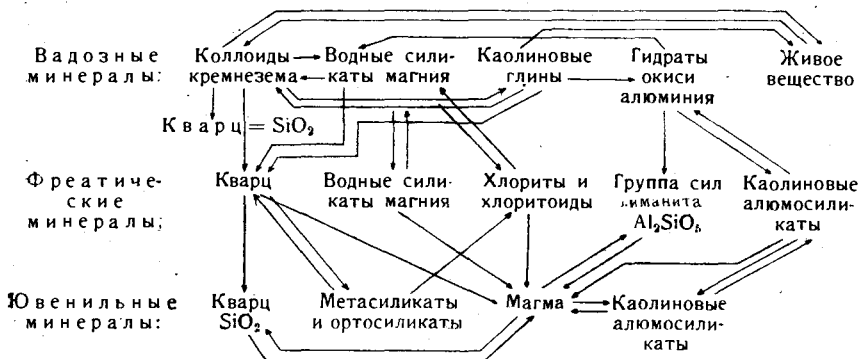 Вадозные минералы:
Коллоиды кремнезема
Водные сили-
каты магния
Каолиновые глины
Гидраты окиси алюминия
Живое вещество
Кварц = SiO₂
Фреатиче-
ские минералы;
Кварц
Водные сили-
каты магния
Хлориты и хлоритоиды
Группа сил
лиманита
Al₂SiO₅
Каолиновые алюмосили-
каты
Ювенильные минералы:
Кварц SiO₂
Метасиликаты и ортосиликаты
Магма
Каолиновые алюмосили-
каты